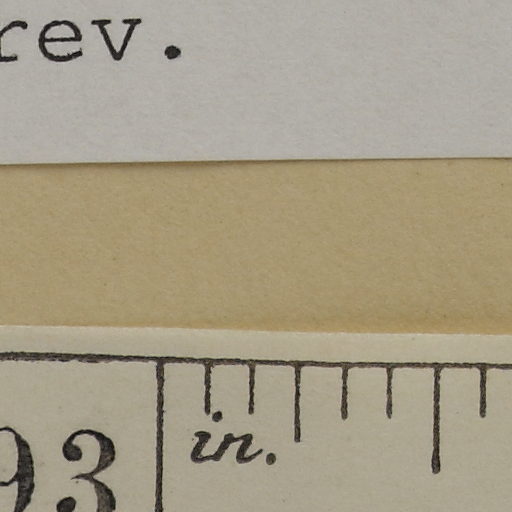 rev.
in.
93